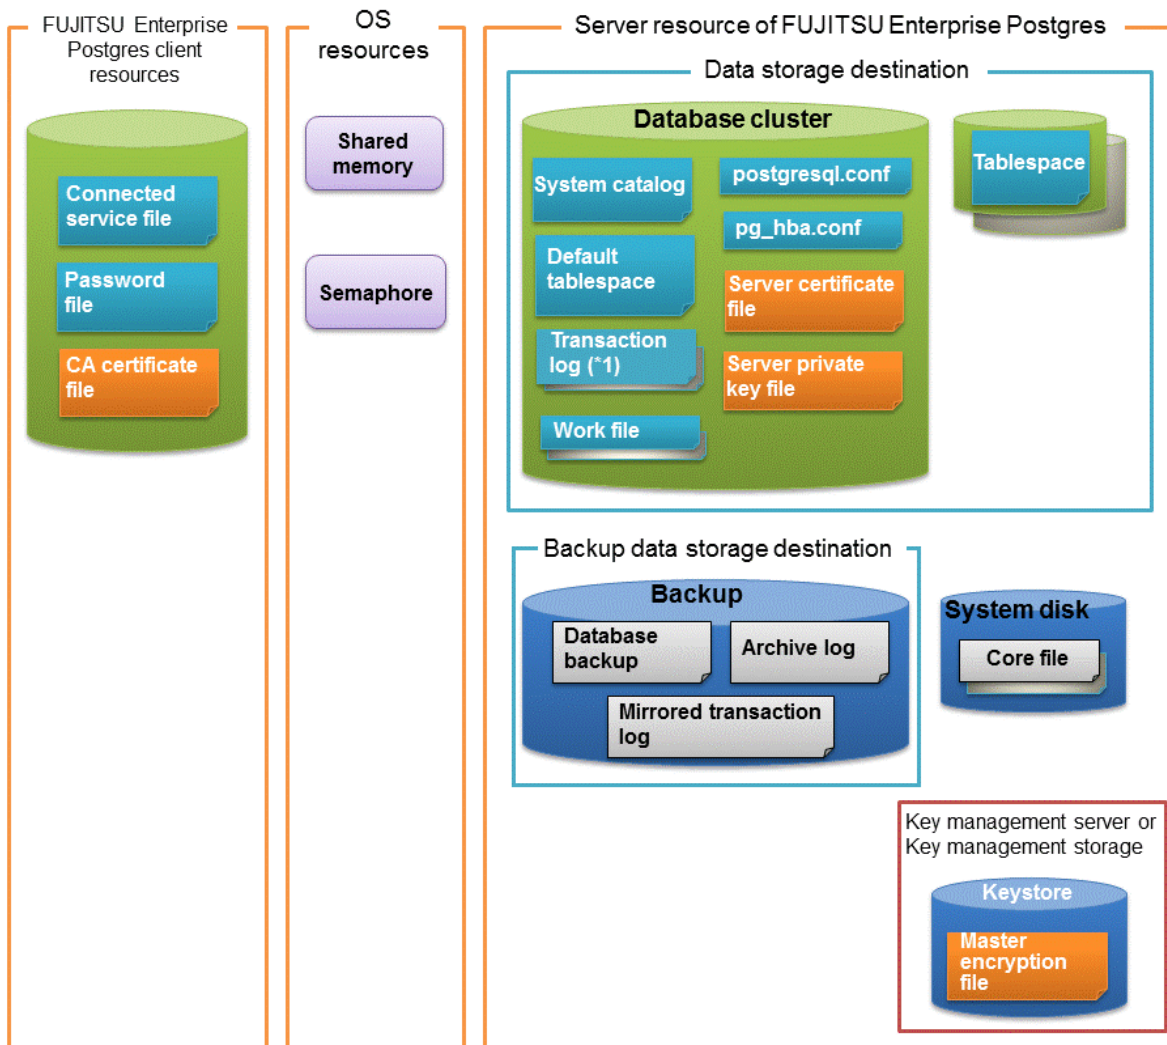 FUJITSU Enterprise
Postgres client
resources
Connected
service file
Password
file
CA certificate
file
OS
resources
Shared
memory
Semaphore
Server resource of FUJITSU Enterprise Postgres
Data storage destination
Database cluster
System catalog
Default
tablespace
Transaction
log (*1)
Work file
postgresql.conf
pg_hba.conf
Server certificate
file
Server private
key file
Tablespace
Backup data storage destination
Backup
Database
backup
Archive log
Mirrored transaction
log
System disk
Core file
Key management server or
Key management storage
Keystore
Master
encryption
file